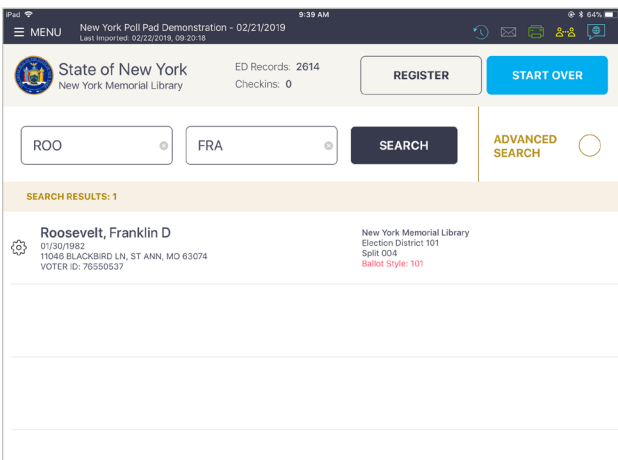 iPad 9:39 AM 64%
MENU New York Poll Pad Demonstration - 02/21/2019
Last Imported: 02/22/2019, 09:20:18
State of New York ED Records: 2614 REGISTER START OVER
New York Memorial Library Checkins: 0
ROO FRA SEARCH ADVANCED
SEARCH
SEARCH RESULTS: 1
Roosevelt, Franklin D New York Memorial Library
01/30/1982 Election District 101
11046 BLACKBIRD LN, ST ANN, MO 63074 Split 004
VOTER ID: 76550537 Ballot Style: 101